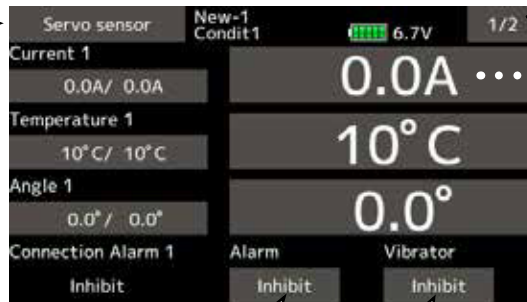 Servo sensor
New-1
Condit1
6.7V
1/2
Current 1
0.0A/ 0.0A
0.0A
Temperature 1
10°C/ 10°C
10°C
Angle 1
0.0°/ 0.0°
0.0°
Connection Alarm 1
Alarm
Vibrator
Inhibit
Inhibit
Inhibit